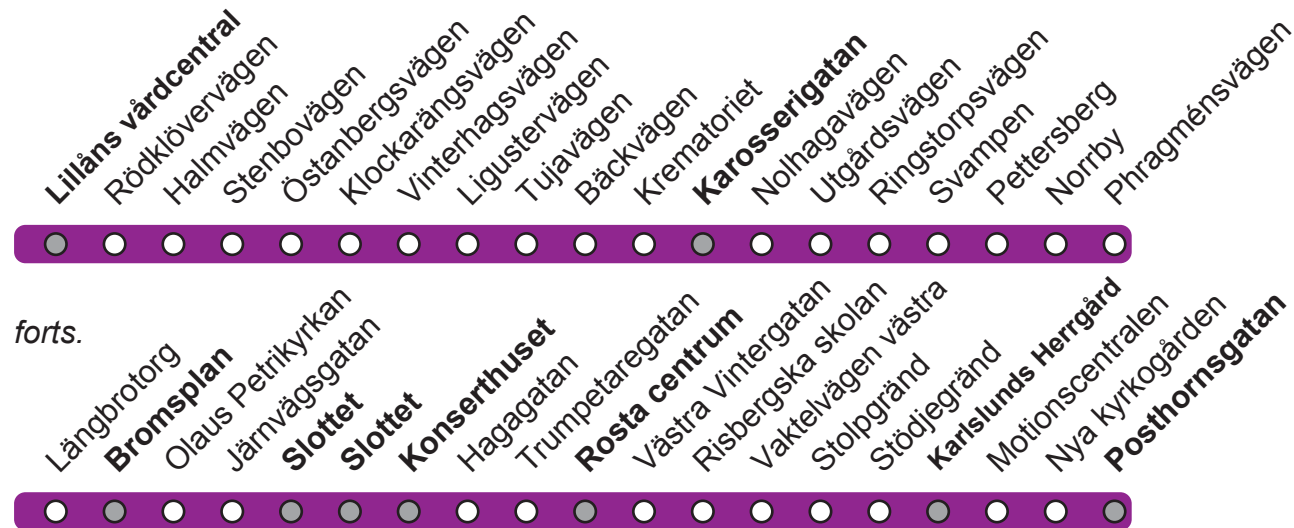 Lillåns vårdcentral
Rödklövervägen
Halmvägen
Stenbovägen
Östanbergsvägen
Klockarängsvägen
Vinterhagsvägen
Ligustervägen
Tujavägen
Bäckvägen
Krematoriet
Karosserigatan
Nolhagavägen
Utgårdsvägen
Ringstorpsvägen
Svampen
Pettersberg
Norrby
Phragménsvägen
forts.
Längbrotorg
Bromsplan
Olaus Petrikyrkan
Järnvägsgatan
Slottet
Slottet
Konserthuset
Hagagatan
Trumpetaregatan
Rosta centrum
Västra Vintergatan
Risbergska skolan
Vaktelvägen västra
Stolpgränd
Stödjegränd
Karlslunds Herrgård
Motionscentralen
Nya kyrkogården
Posthornsgatan